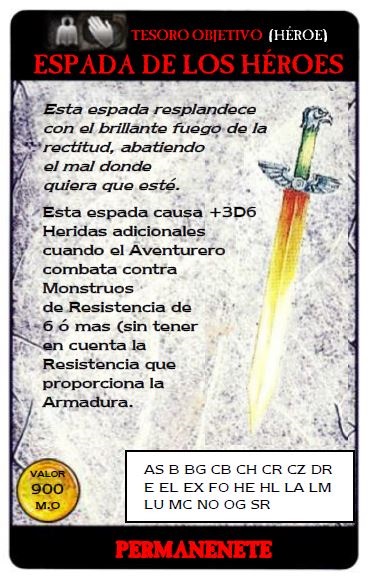 TESORO OBJETIVO (HÉROE)
ESPADA DE LOS HÉROES
Esta espada resplandece
con el brillante fuego de la
rectitud, abatiendo
el mal donde
quiera que esté.
Esta espada causa +3D6
Heridas adicionales
cuando el Aventurero
combata contra
Monstruos
de Resistencia de
6 ó mas (sin tener
en cuenta la
Resistencia que
proporciona la
Armadura.
VALOR
900
M.O
AS B BG CB CH CR CZ DR
E EL EX FO HE HL LA LM
LU MC NO OG SR
PERMANENETE